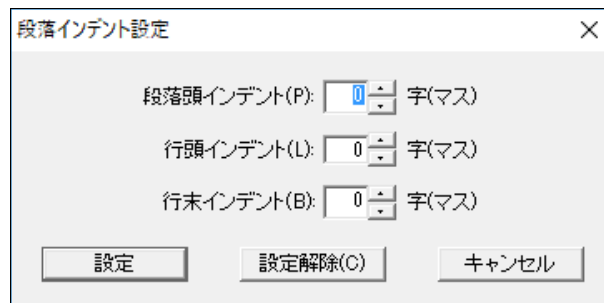 段落インデント設定
段落頭インデント(P): 0 字(マス)
行頭インデント(L): 0 字(マス)
行末インデント(B): 0 字(マス)
設定 設定解除(C) キャンセル